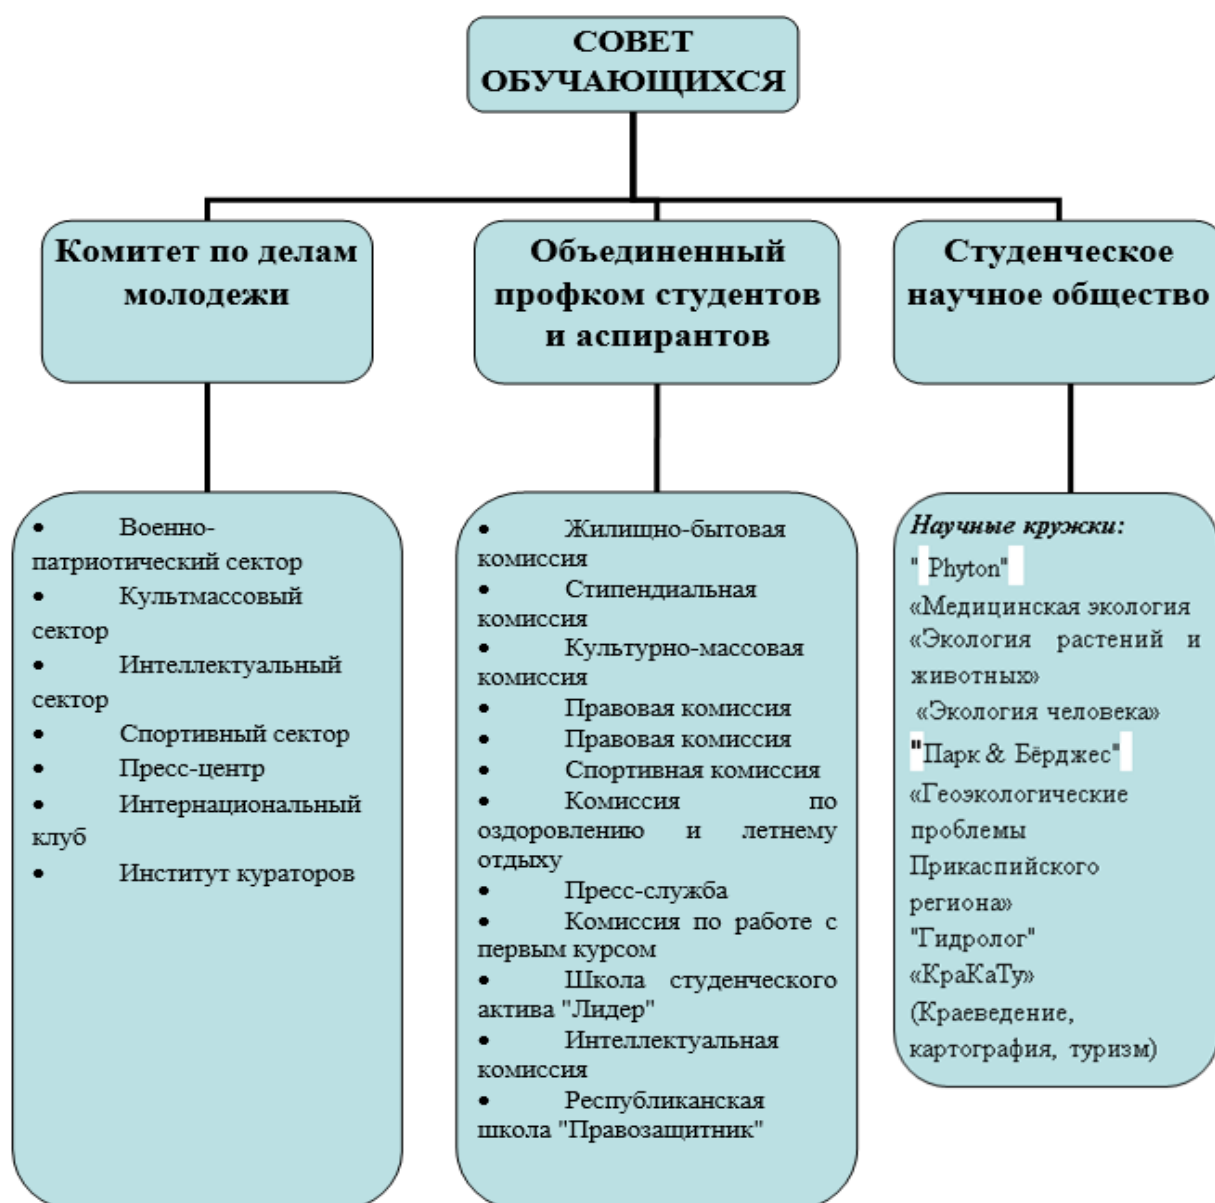 СОВЕТ
ОБУЧАЮЩИХСЯ
Комитет по делам
молодежи
Объединенный
профком студентов
и аспирантов
Студенческое
научное общество
• Военно-
патриотический сектор
• Культмассовый
сектор
• Интеллектуальный
сектор
• Спортивный сектор
• Пресс-центр
• Интернациональный
клуб
• Институт кураторов
• Жилищно-бытовая
комиссия
• Стипендиальная
комиссия
• Культурно-массовая
комиссия
• Правовая комиссия
• Правовая комиссия
• Спортивная комиссия
• Комиссия по
оздоровлению и летнему
отдыху
• Пресс-служба
• Комиссия по работе с
первым курсом
• Школа студенческого
актива "Лидер"
• Интеллектуальная
комиссия
• Республиканская
школа "Правозащитник"
Научные кружки:
" Phyton"
«Медицинская экология
«Экология растений и
животных»
«Экология человека»
"Парк & Бёрджес"
«Геоэкологические
проблемы
Прикаспийского
региона»
"Гидролог"
«КраКаТу»
(Краеведение,
картография, туризм)